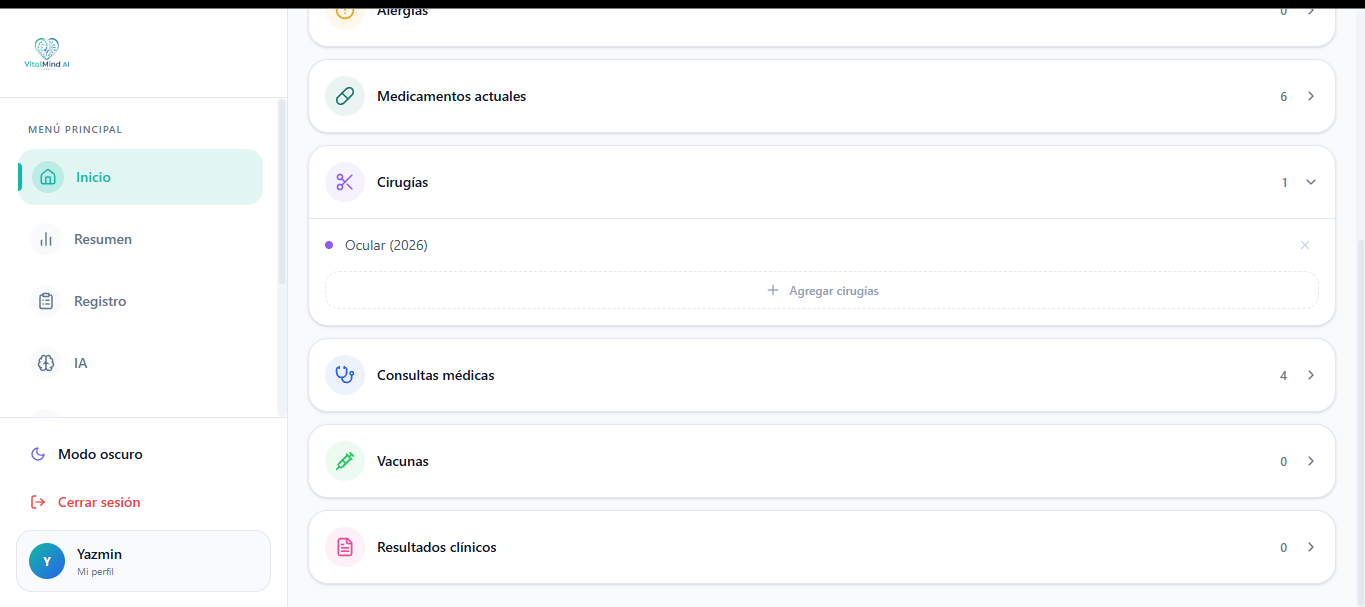 VitalMind AI
MENÚ PRINCIPAL
Inicio
Resumen
Registro
IA
Modo oscuro
Cerrar sesión
Y
Yazmin
Mi perfil
Alergias 0
Medicamentos actuales 6
Cirugías 1
Ocular (2026)
Agregar cirugías
Consultas médicas 4
Vacunas 0
Resultados clínicos 0